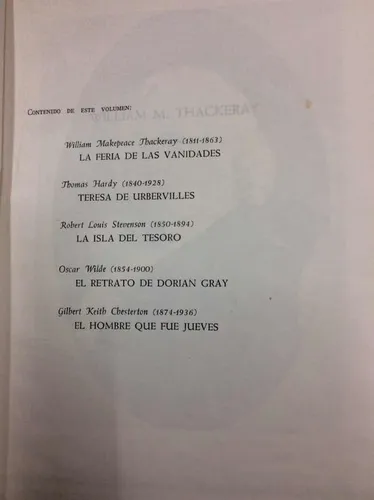 WILLIAM M. THACKERAY
CONTENIDO DE ESTE VOLUMEN:
William Makepeace Thackeray (1811-1863)
LA FERIA DE LAS VANIDADES
Thomas Hardy (1840-1928)
TERESA DE URBERVILLES
Robert Louis Stevenson (1850-1894)
LA ISLA DEL TESORO
Oscar Wilde (1854-1900)
EL RETRATO DE DORIAN GRAY
Gilbert Keith Chesterton (1874-1936)
EL HOMBRE QUE FUE JUEVES